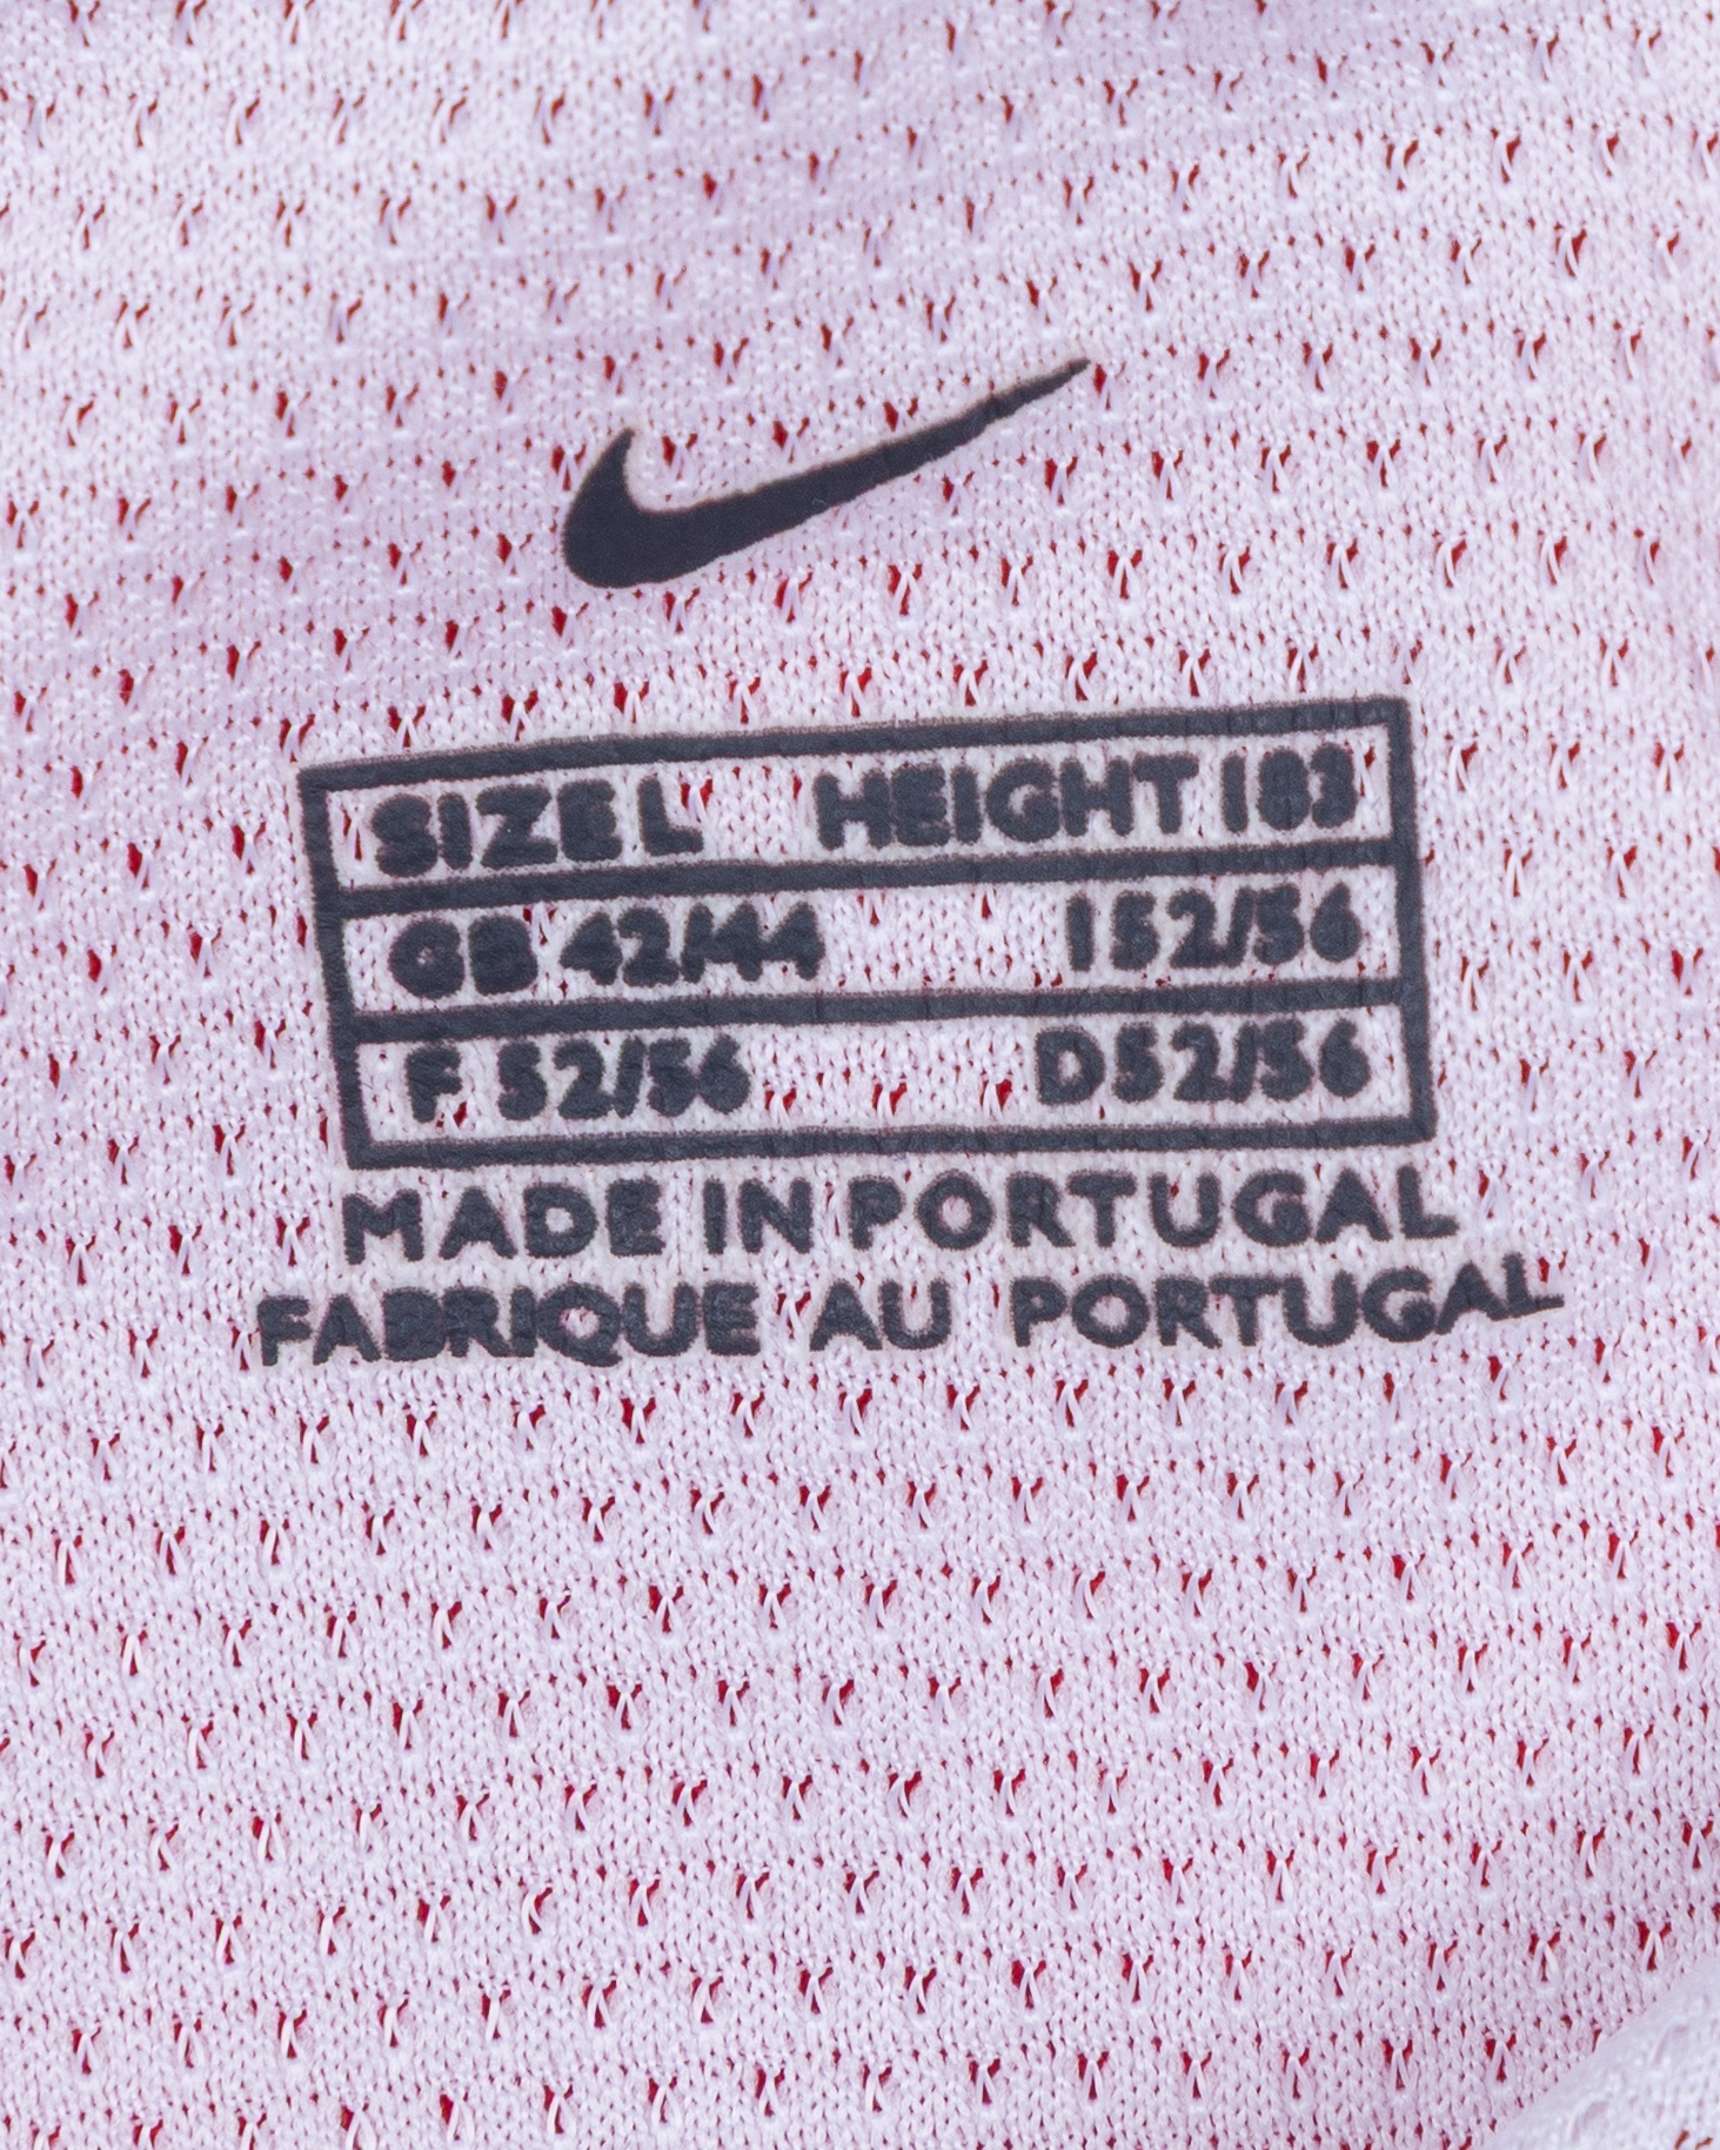 SIZE L HEIGHT 183
GB 42/44 I 52/56
F 52/56 D 52/56
MADE IN PORTUGAL
FABRIQUE AU PORTUGAL